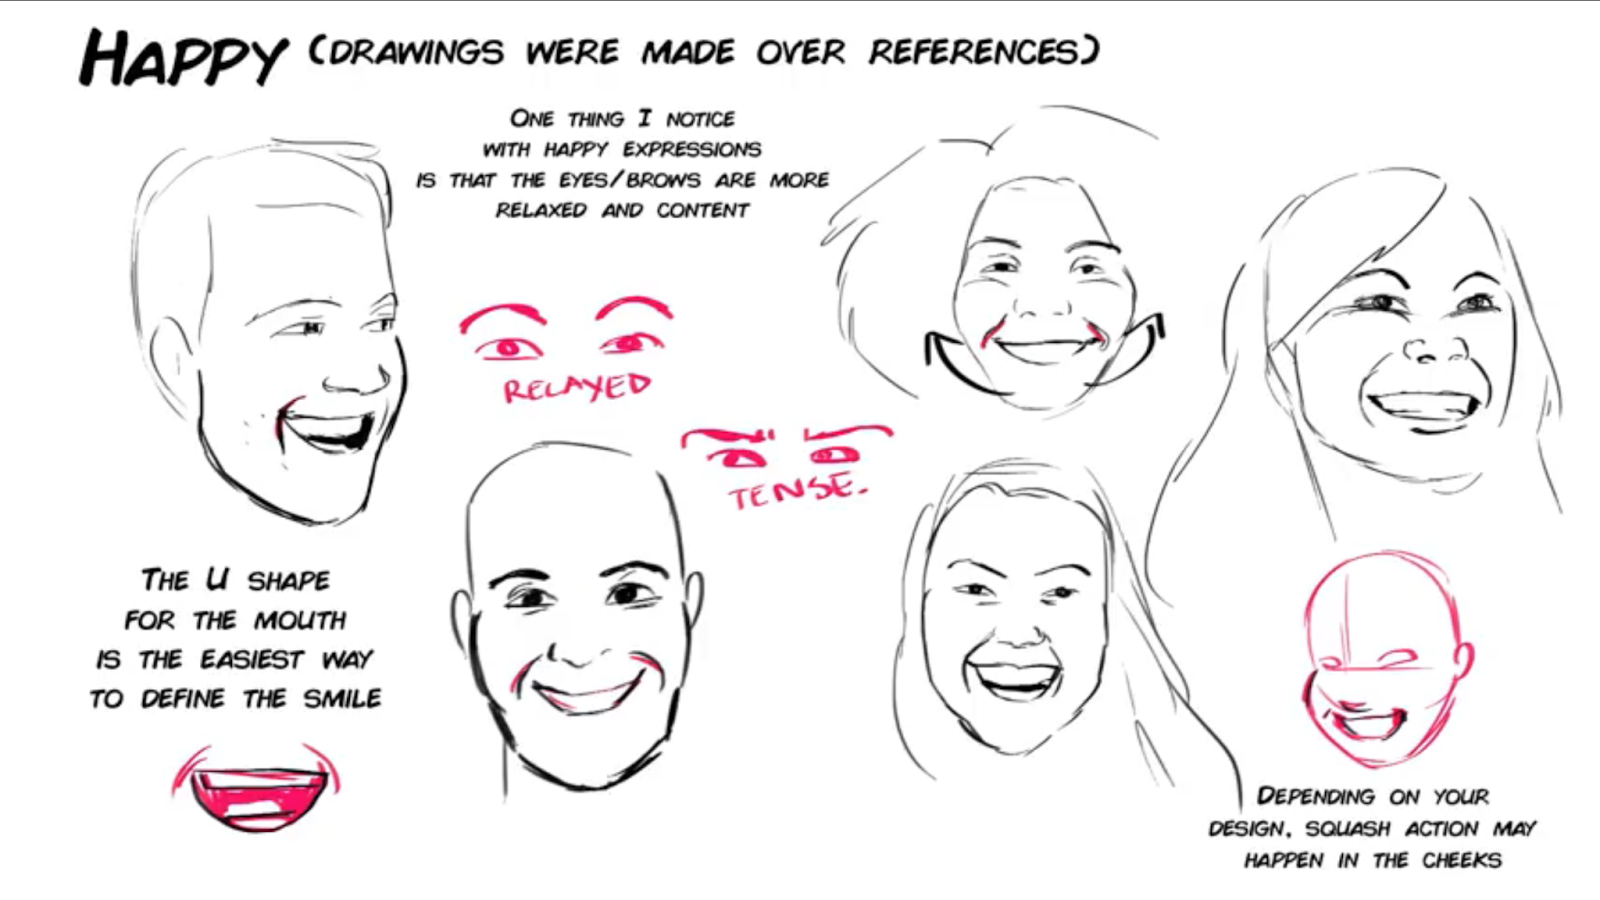 HAPPY (DRAWINGS WERE MADE OVER REFERENCES)
ONE THING I NOTICE
WITH HAPPY EXPRESSIONS
IS THAT THE EYES/BROWS ARE MORE
RELAXED AND CONTENT
RELAYED
TENSE.
THE U SHAPE
FOR THE MOUTH
IS THE EASIEST WAY
TO DEFINE THE SMILE
DEPENDING ON YOUR
DESIGN, SQUASH ACTION MAY
HAPPEN IN THE CHEEKS